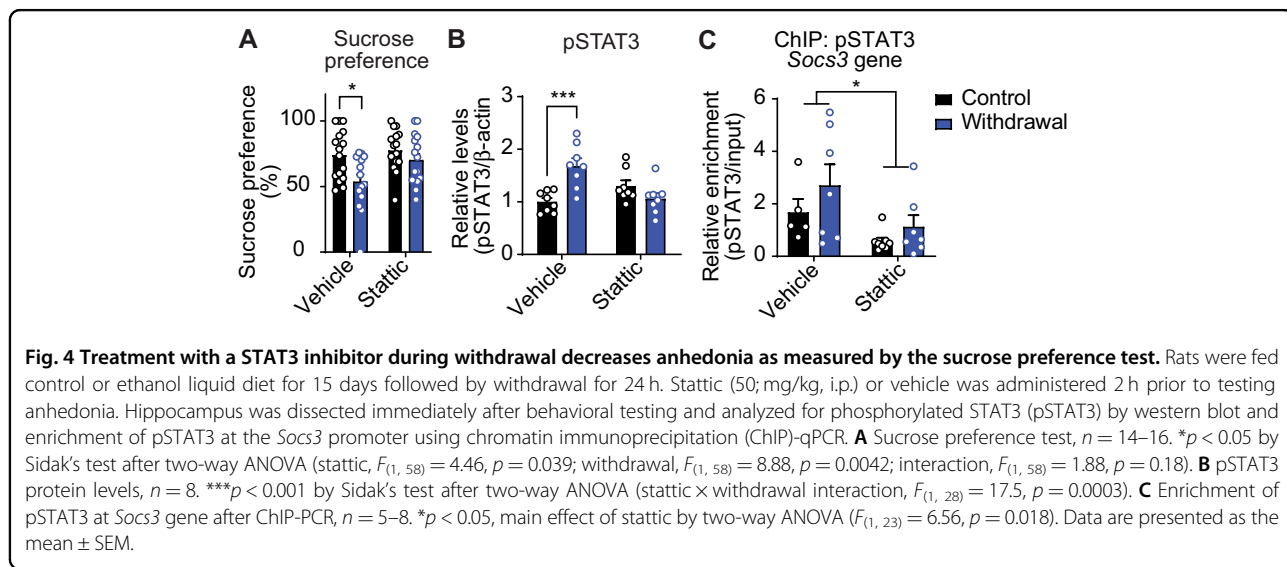 A
Sucrose
preference
Sucrose preference
(%)
100
50
0
*
Vehicle
Stattic
B
pSTAT3
Relative levels
(pSTAT3/β-actin
3
2
1
0
***
Vehicle
Stattic
C
ChIP: pSTAT3
Socs3 gene
Relative enrichment
(pSTAT3/input)
6
4
2
0
*
Vehicle
Stattic
Control
Withdrawal
Fig. 4 Treatment with a STAT3 inhibitor during withdrawal decreases anhedonia as measured by the sucrose preference test. Rats were fed
control or ethanol liquid diet for 15 days followed by withdrawal for 24 h. Stattic (50; mg/kg, i.p.) or vehicle was administered 2 h prior to testing
anhedonia. Hippocampus was dissected immediately after behavioral testing and analyzed for phosphorylated STAT3 (pSTAT3) by western blot and
enrichment of pSTAT3 at the Socs3 promoter using chromatin immunoprecipitation (ChIP)-qPCR. A Sucrose preference test, n = 14–16. *p < 0.05 by
Sidak's test after two-way ANOVA (stattic, F(1, 58) = 4.46, p = 0.039; withdrawal, F(1, 58) = 8.88, p = 0.0042; interaction, F(1, 58) = 1.88, p = 0.18). B pSTAT3
protein levels, n = 8. ***p < 0.001 by Sidak's test after two-way ANOVA (stattic × withdrawal interaction, F(1, 28) = 17.5, p = 0.0003). C Enrichment of
pSTAT3 at Socs3 gene after ChIP-PCR, n = 5–8. *p < 0.05, main effect of stattic by two-way ANOVA (F(1, 23) = 6.56, p = 0.018). Data are presented as the
mean ± SEM.